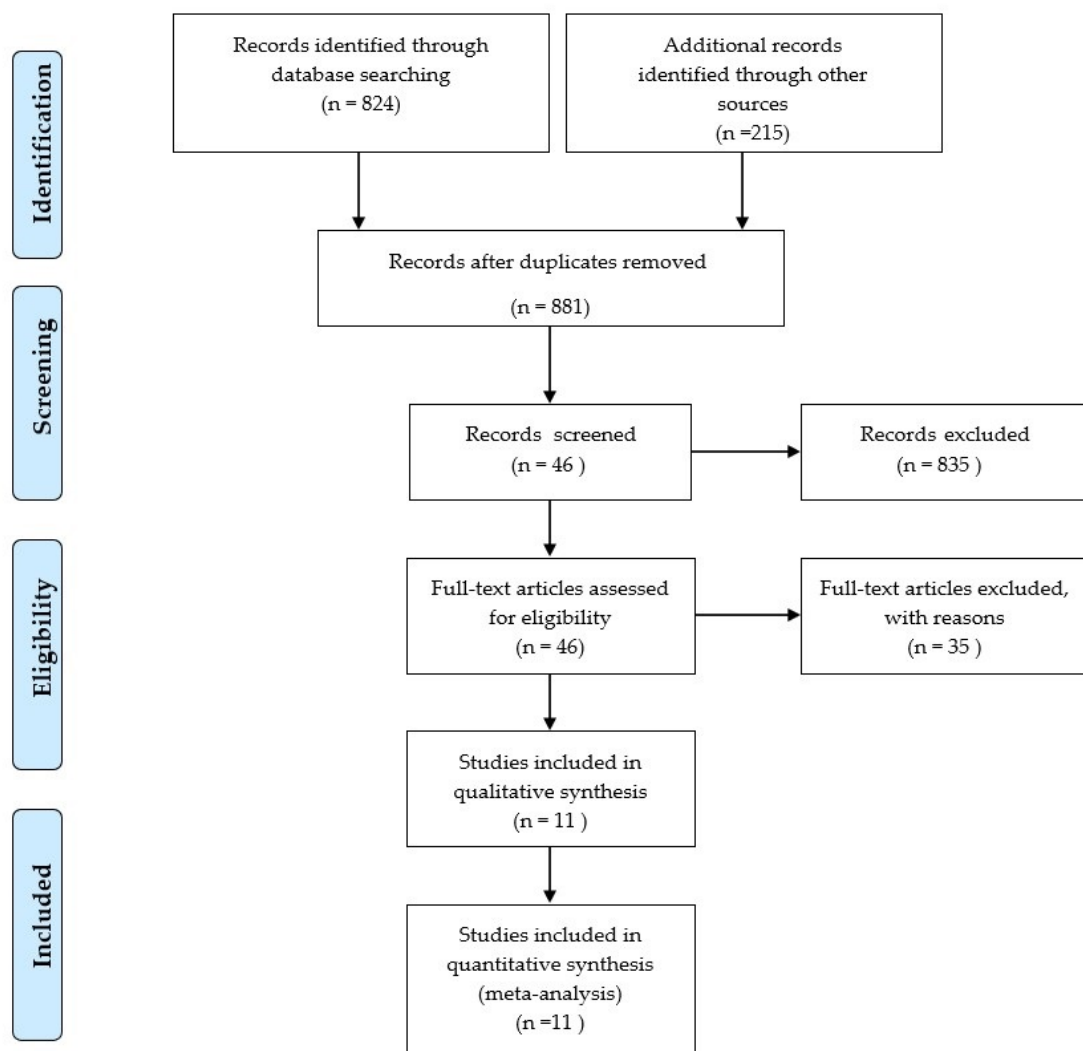 Identification
Records identified through
database searching
(n = 824)
Additional records
identified through other
sources
(n =215)
Records after duplicates removed
(n = 881)
Screening
Records screened
(n = 46 )
Records excluded
(n = 835 )
Eligibility
Full-text articles assessed
for eligibility
(n = 46)
Full-text articles excluded,
with reasons
(n = 35 )
Studies included in
qualitative synthesis
(n = 11 )
Included
Studies included in
quantitative synthesis
(meta-analysis)
(n =11 )